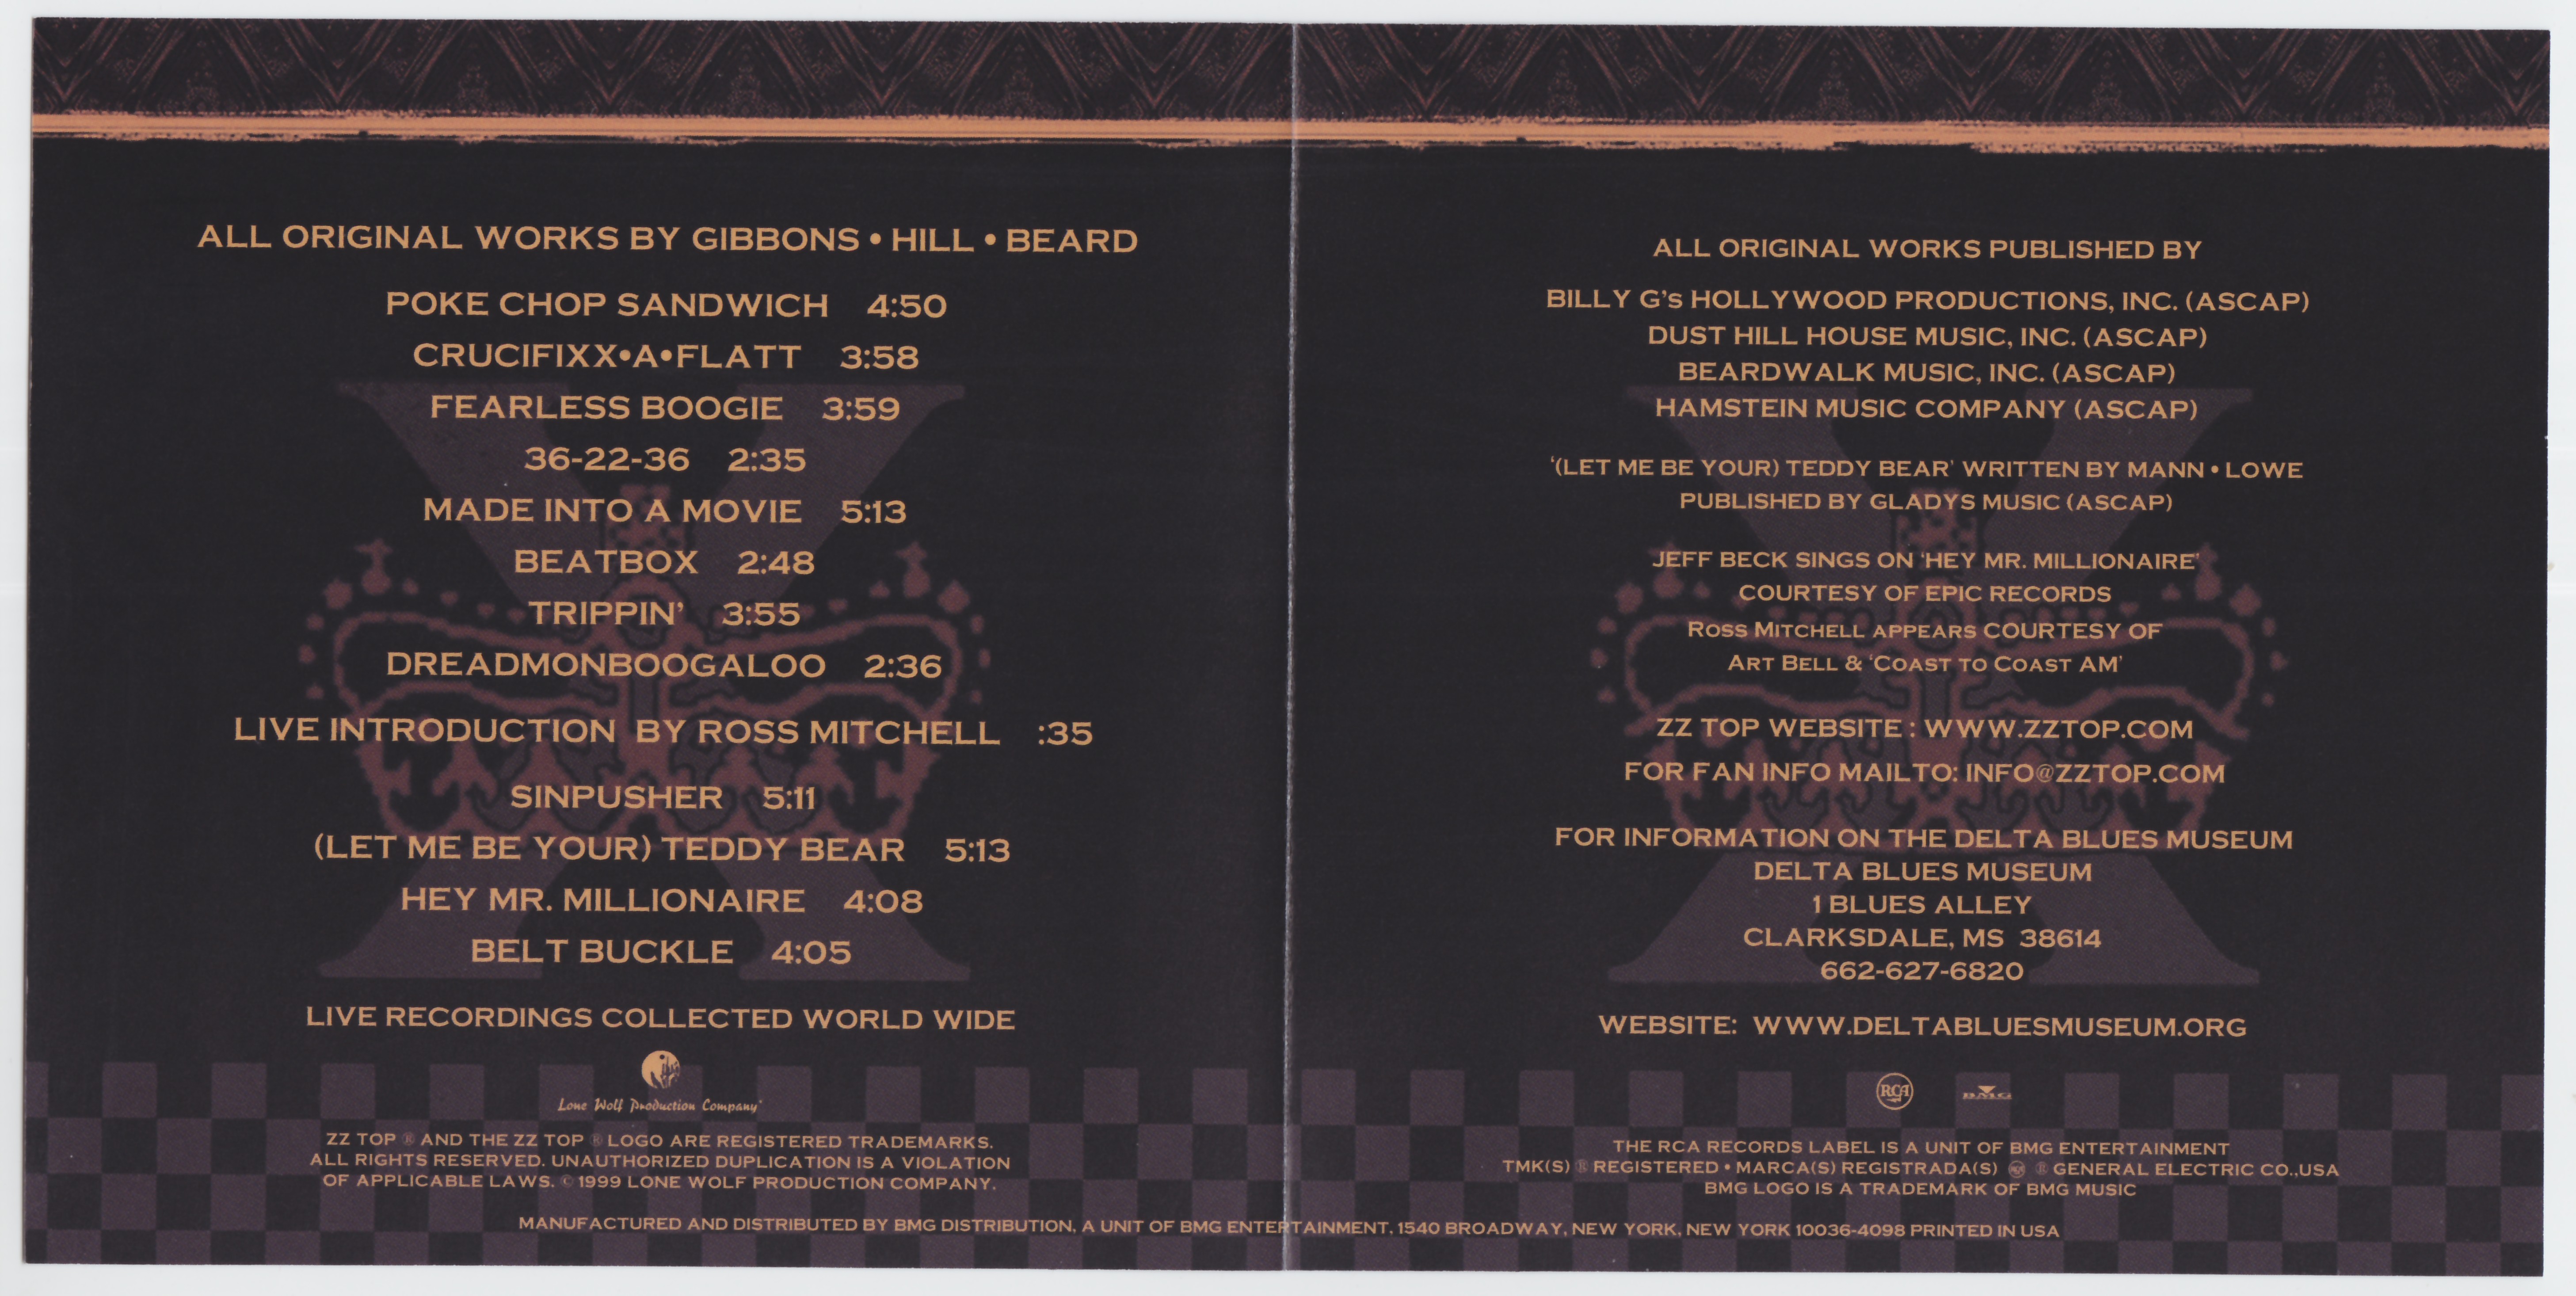 ALL ORIGINAL WORKS BY GIBBONS • HILL • BEARD
POKE CHOP SANDWICH 4:50
CRUCIFIXX•A•FLATT 3:58
FEARLESS BOOGIE 3:59
36-22-36 2:35
MADE INTO A MOVIE 5:13
BEATBOX 2:48
TRIPPIN' 3:55
DREADMONBOOGALOO 2:36
LIVE INTRODUCTION BY ROSS MITCHELL :35
SINPUSHER 5:11
(LET ME BE YOUR) TEDDY BEAR 5:13
HEY MR. MILLIONAIRE 4:08
BELT BUCKLE 4:05
LIVE RECORDINGS COLLECTED WORLD WIDE
Lone Wolf Production Company
ZZ TOP ® AND THE ZZ TOP ® LOGO ARE REGISTERED TRADEMARKS.
ALL RIGHTS RESERVED. UNAUTHORIZED DUPLICATION IS A VIOLATION
OF APPLICABLE LAWS. © 1999 LONE WOLF PRODUCTION COMPANY.
ALL ORIGINAL WORKS PUBLISHED BY
BILLY G's HOLLYWOOD PRODUCTIONS, INC. (ASCAP)
DUST HILL HOUSE MUSIC, INC. (ASCAP)
BEARDWALK MUSIC, INC. (ASCAP)
HAMSTEIN MUSIC COMPANY (ASCAP)
'(LET ME BE YOUR) TEDDY BEAR' WRITTEN BY MANN • LOWE
PUBLISHED BY GLADYS MUSIC (ASCAP)
JEFF BECK SINGS ON 'HEY MR. MILLIONAIRE'
COURTESY OF EPIC RECORDS
ROSS MITCHELL APPEARS COURTESY OF
ART BELL & 'COAST TO COAST AM'
ZZ TOP WEBSITE : WWW.ZZTOP.COM
FOR FAN INFO MAILTO: INFO@ZZTOP.COM
FOR INFORMATION ON THE DELTA BLUES MUSEUM
DELTA BLUES MUSEUM
1 BLUES ALLEY
CLARKSDALE, MS 38614
662-627-6820
WEBSITE: WWW.DELTABLUESMUSEUM.ORG
RCA BMG
THE RCA RECORDS LABEL IS A UNIT OF BMG ENTERTAINMENT
TMK(S) ® REGISTERED • MARCA(S) REGISTRADA(S) RCA ® GENERAL ELECTRIC CO.,USA
BMG LOGO IS A TRADEMARK OF BMG MUSIC
MANUFACTURED AND DISTRIBUTED BY BMG DISTRIBUTION, A UNIT OF BMG ENTERTAINMENT, 1540 BROADWAY, NEW YORK, NEW YORK 10036-4098 PRINTED IN USA